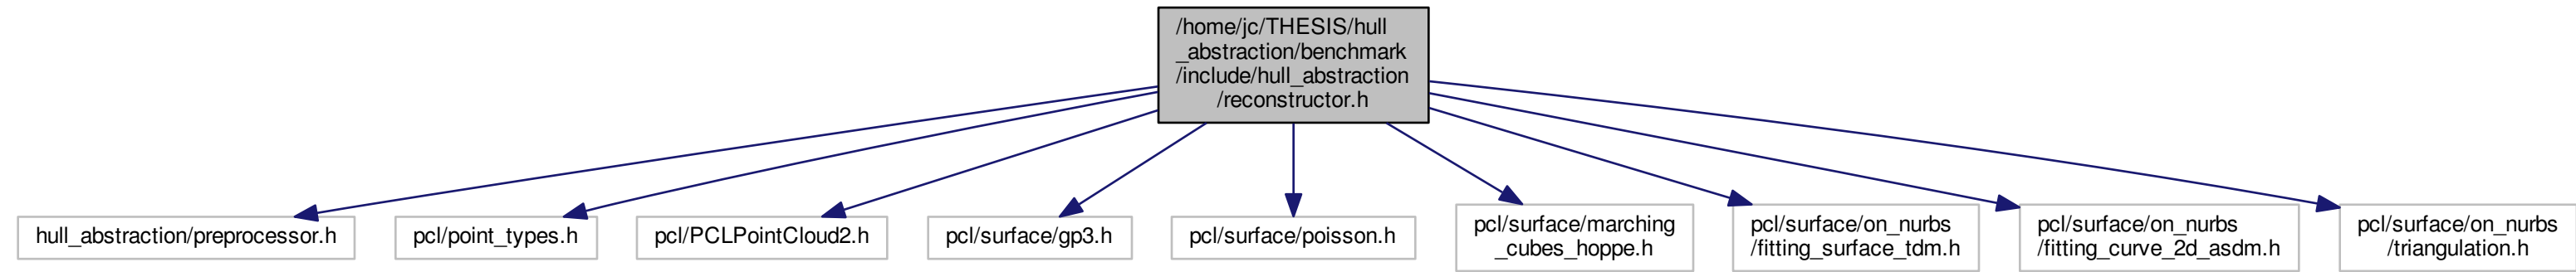 /home/jc/THESIS/hull
_abstraction/benchmark
/include/hull_abstraction
/reconstructor.h
hull_abstraction/preprocessor.h
pcl/point_types.h
pcl/PCLPointCloud2.h
pcl/surface/gp3.h
pcl/surface/poisson.h
pcl/surface/marching
_cubes_hoppe.h
pcl/surface/on_nurbs
/fitting_surface_tdm.h
pcl/surface/on_nurbs
/fitting_curve_2d_asdm.h
pcl/surface/on_nurbs
/triangulation.h